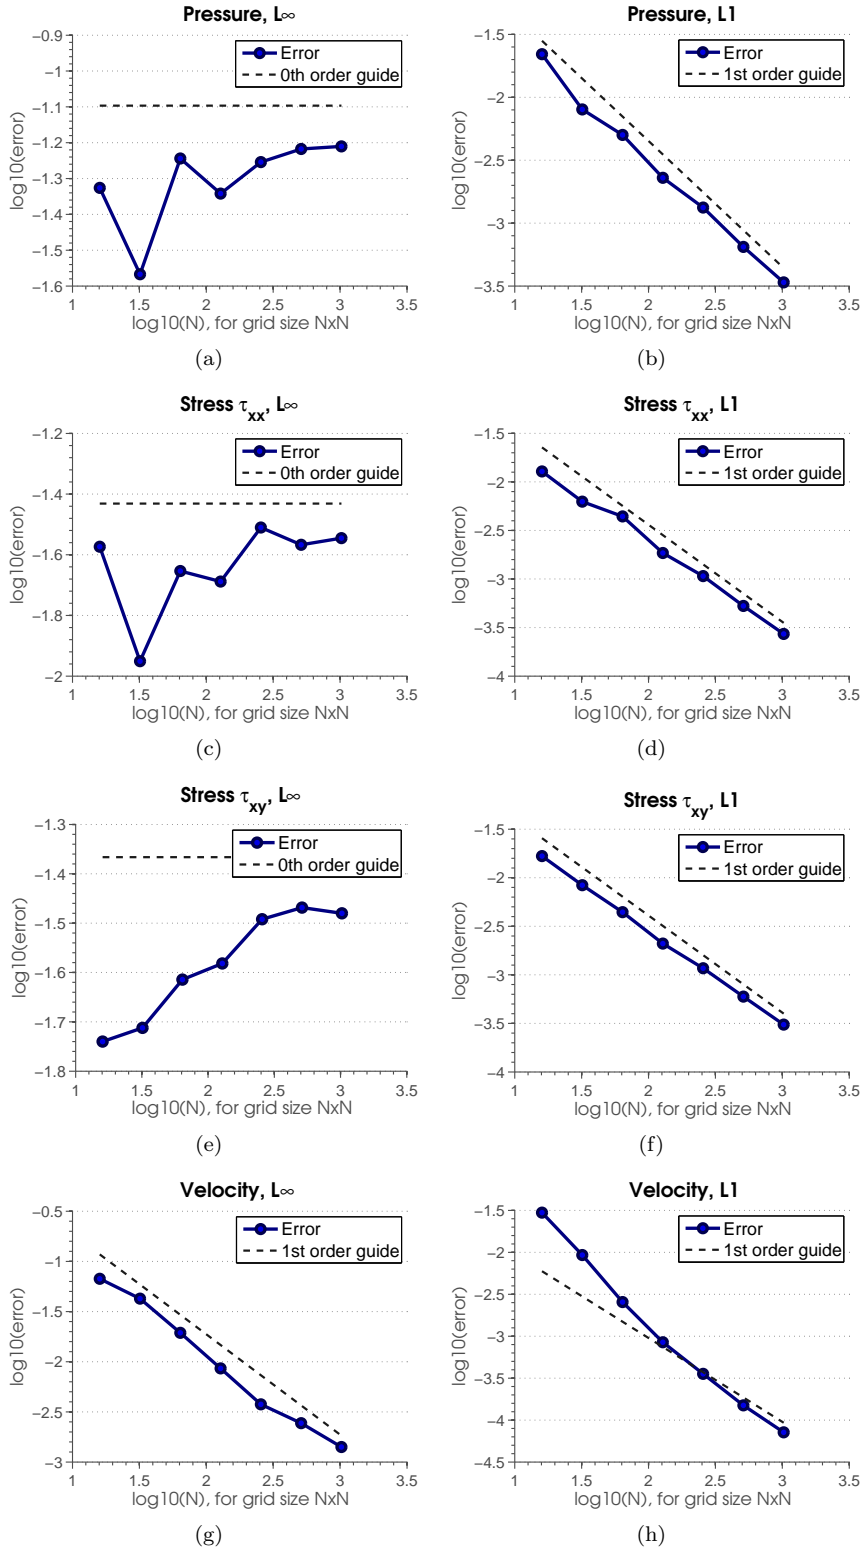 Pressure, L∞
−0.9
−1
−1.1
−1.2
−1.3
−1.4
−1.5
−1.6
log10(error)
Error
0th order guide
1 1.5 2 2.5 3 3.5
log10(N), for grid size NxN
(a)
Pressure, L1
−1.5
−2
−2.5
−3
−3.5
log10(error)
Error
1st order guide
1 1.5 2 2.5 3 3.5
log10(N), for grid size NxN
(b)
Stress τxx, L∞
−1.2
−1.4
−1.6
−1.8
−2
log10(error)
Error
0th order guide
1 1.5 2 2.5 3 3.5
log10(N), for grid size NxN
(c)
Stress τxx, L1
−1.5
−2
−2.5
−3
−3.5
−4
log10(error)
Error
1st order guide
1 1.5 2 2.5 3 3.5
log10(N), for grid size NxN
(d)
Stress τxy, L∞
−1.3
−1.4
−1.5
−1.6
−1.7
−1.8
log10(error)
Error
0th order guide
1 1.5 2 2.5 3 3.5
log10(N), for grid size NxN
(e)
Stress τxy, L1
−1.5
−2
−2.5
−3
−3.5
−4
log10(error)
Error
1st order guide
1 1.5 2 2.5 3 3.5
log10(N), for grid size NxN
(f)
Velocity, L∞
−0.5
−1
−1.5
−2
−2.5
−3
log10(error)
Error
1st order guide
1 1.5 2 2.5 3 3.5
log10(N), for grid size NxN
(g)
Velocity, L1
−1.5
−2
−2.5
−3
−3.5
−4
−4.5
log10(error)
Error
1st order guide
1 1.5 2 2.5 3 3.5
log10(N), for grid size NxN
(h)